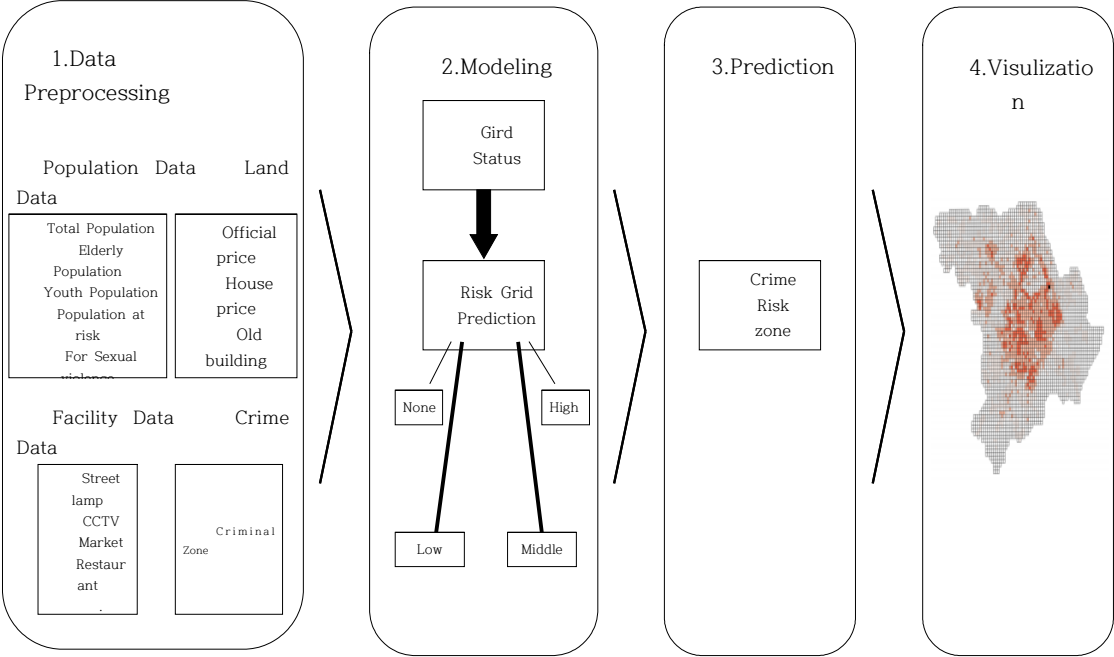 1.Data
Preprocessing
Population Data Land
Data
Total Population
Elderly
Population
Youth Population
Population at
risk
For Sexual
violence
Official
price
House
price
Old
building
Facility Data Crime
Data
Street
lamp
CCTV
Market
Restaur
ant
.
Criminal
Zone
2.Modeling
Gird
Status
Risk Grid
Prediction
None
High
Low
Middle
3.Prediction
Crime
Risk
zone
4.Visulizatio
n